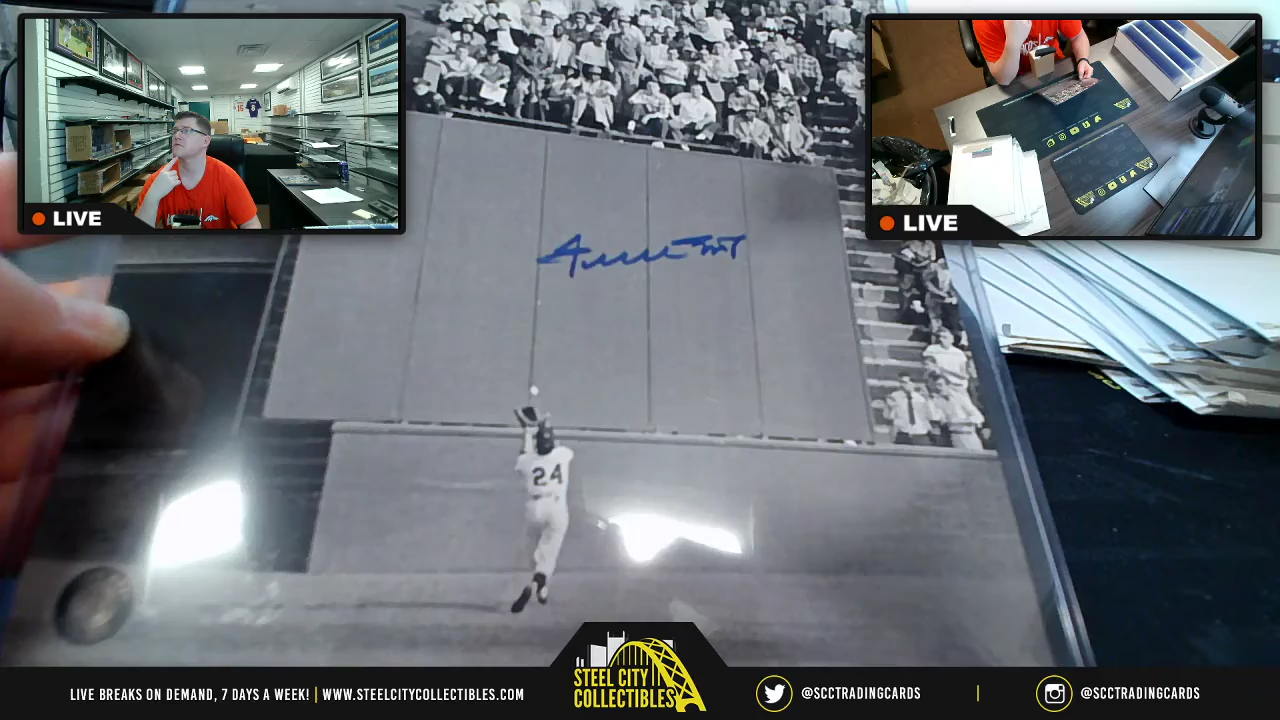 LIVE
LIVE
24
LIVE BREAKS ON DEMAND, 7 DAYS A WEEK! | WWW.STEELCITYCOLLECTIBLES.COM
STEEL CITY
COLLECTIBLES
@SCCTRADINGCARDS
@SCCTRADINGCARDS